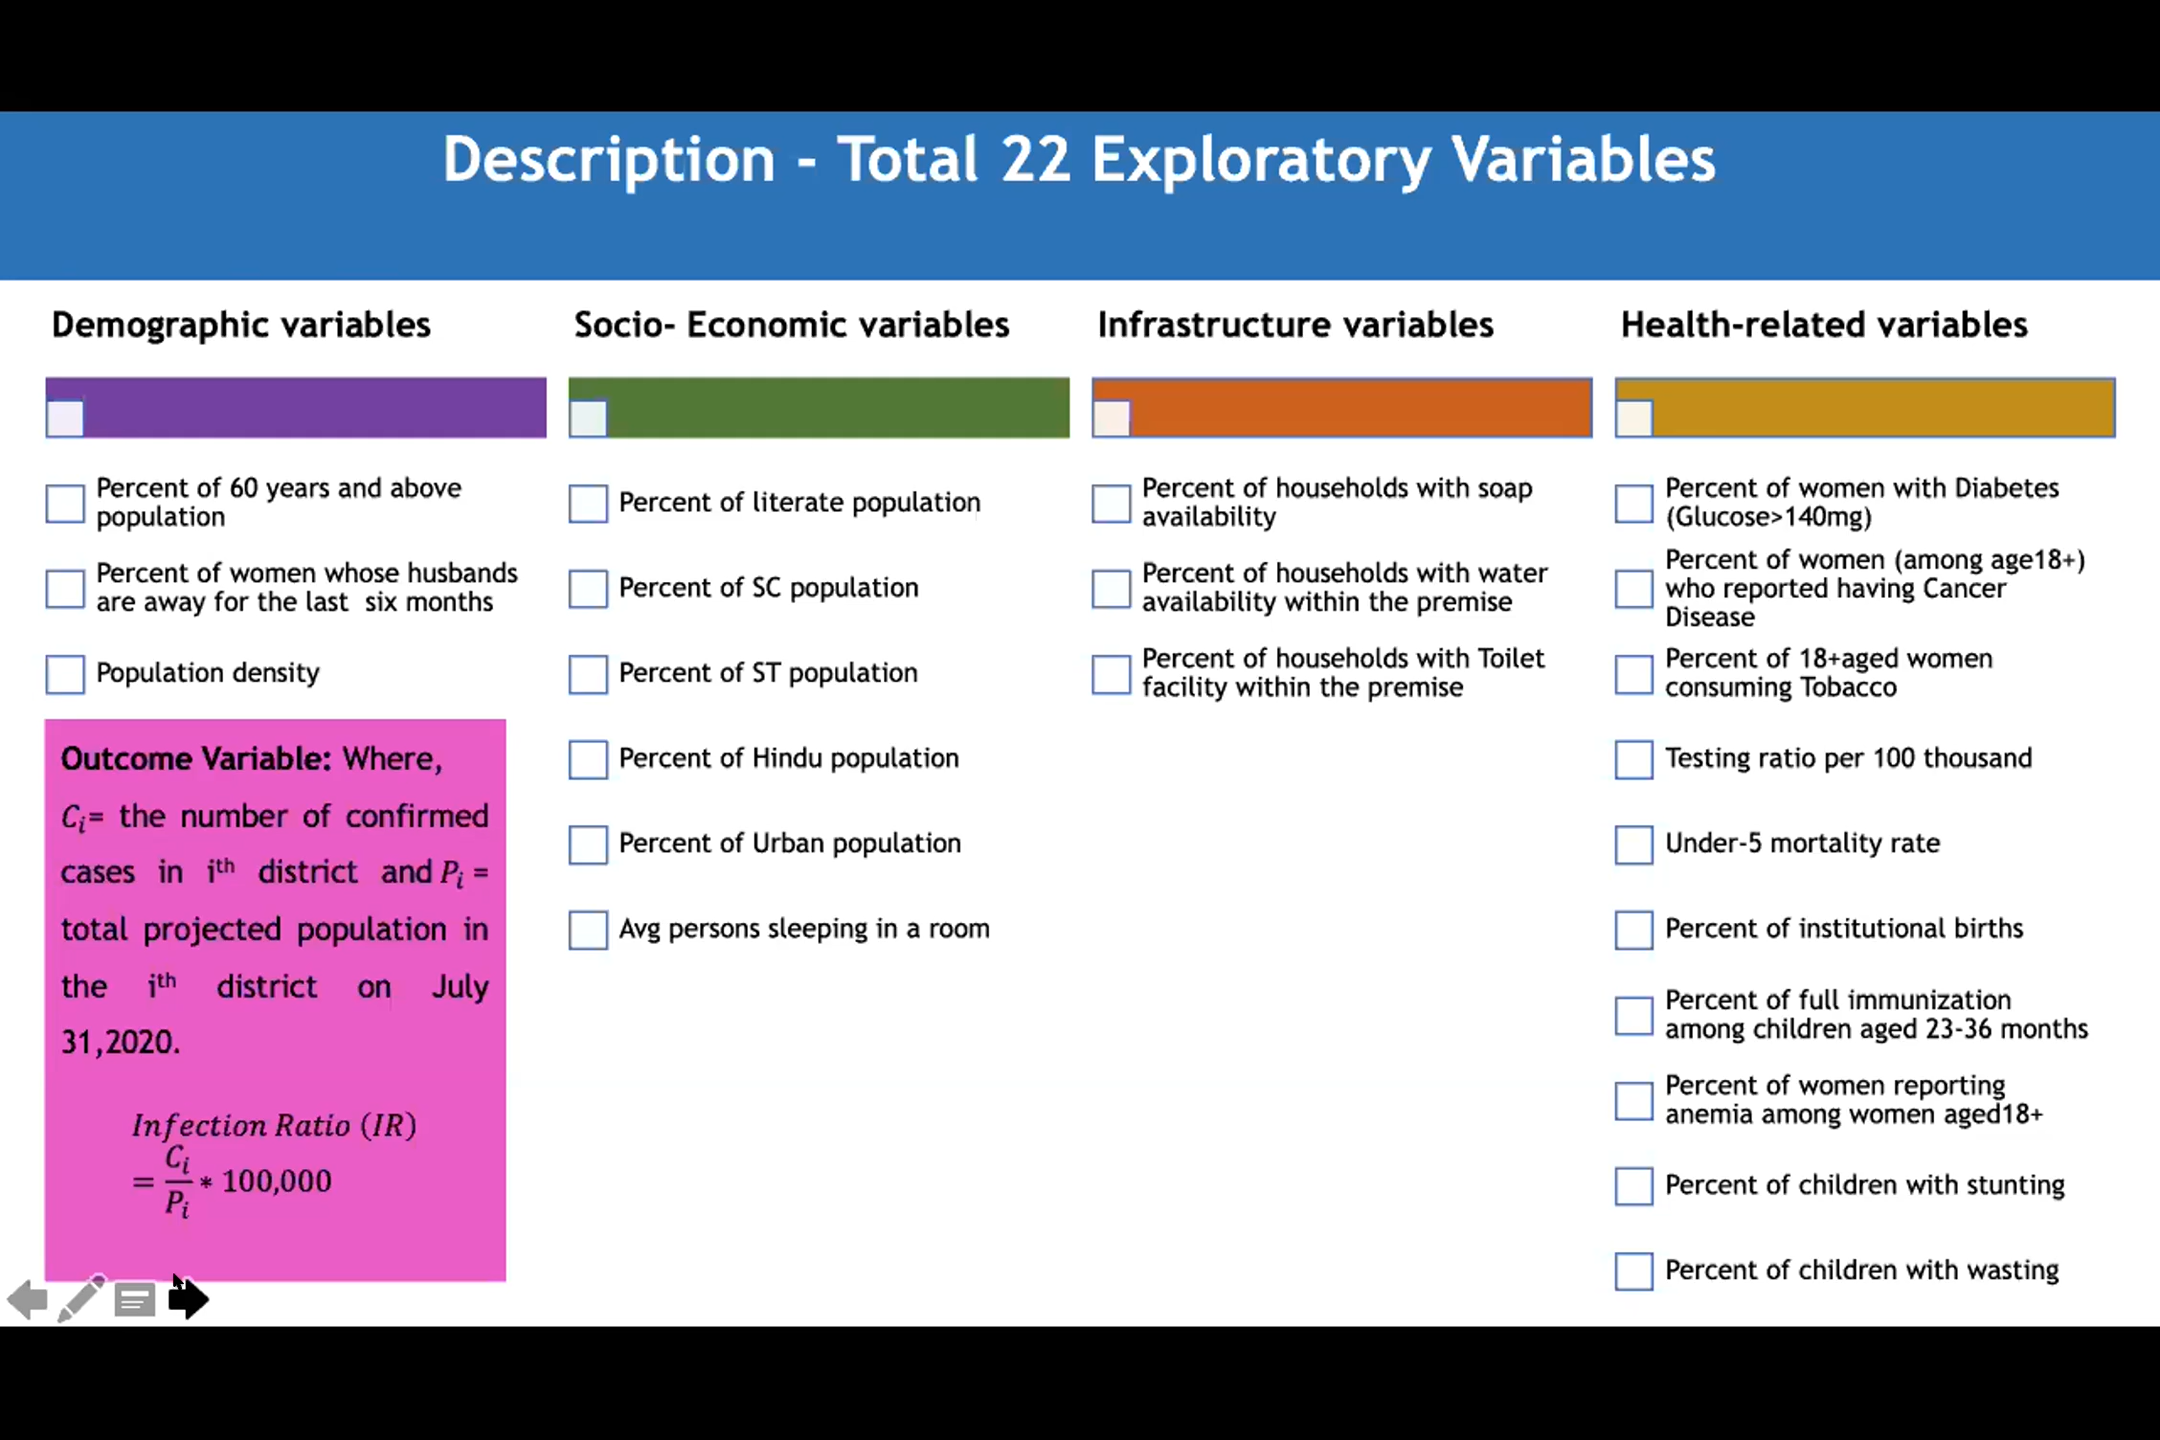 Description - Total 22 Exploratory Variables
Demographic variables
Percent of 60 years and above
population
Percent of women whose husbands
are away for the last six months
Population density
Outcome Variable: Where,
Cᵢ= the number of confirmed
cases in iᵗʰ district and Pᵢ =
total projected population in
the iᵗʰ district on July
31,2020.
Infection Ratio (IR)
= Cᵢ/Pᵢ * 100,000
Socio- Economic variables
Percent of literate population
Percent of SC population
Percent of ST population
Percent of Hindu population
Percent of Urban population
Avg persons sleeping in a room
Infrastructure variables
Percent of households with soap
availability
Percent of households with water
availability within the premise
Percent of households with Toilet
facility within the premise
Health-related variables
Percent of women with Diabetes
(Glucose>140mg)
Percent of women (among age18+)
who reported having Cancer
Disease
Percent of 18+aged women
consuming Tobacco
Testing ratio per 100 thousand
Under-5 mortality rate
Percent of institutional births
Percent of full immunization
among children aged 23-36 months
Percent of women reporting
anemia among women aged18+
Percent of children with stunting
Percent of children with wasting